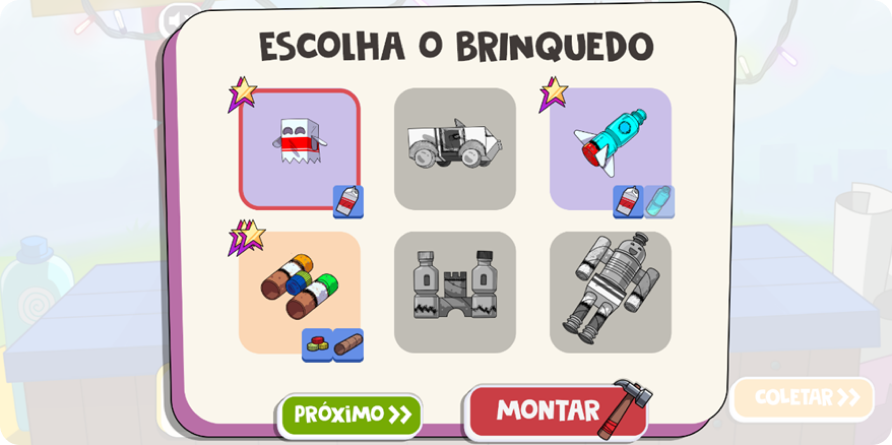 ESCOLHA O BRINQUEDO
PRÓXIMO >>
MONTAR
COLETAR >>